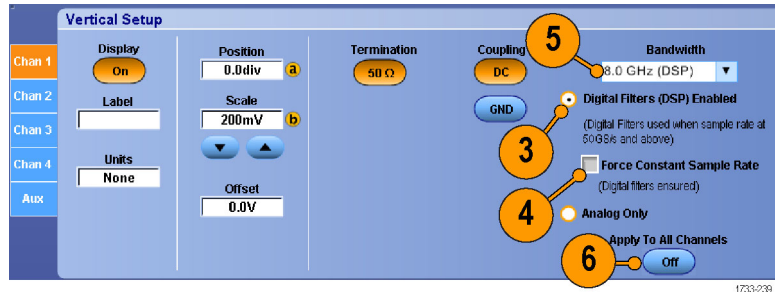 Vertical Setup
Chan 1
Chan 2
Chan 3
Chan 4
Aux
Display
On
Label
Units
None
Position
0.0div
a
Scale
200mV
b
Offset
0.0V
Termination
50 Ω
Coupling
DC
GND
5
Bandwidth
8.0 GHz (DSP)
Digital Filters (DSP) Enabled
3
(Digital Filters used when sample rate at
50GS/s and above)
Force Constant Sample Rate
(Digital filters ensured)
4
Analog Only
Apply To All Channels
6
Off
1733-239